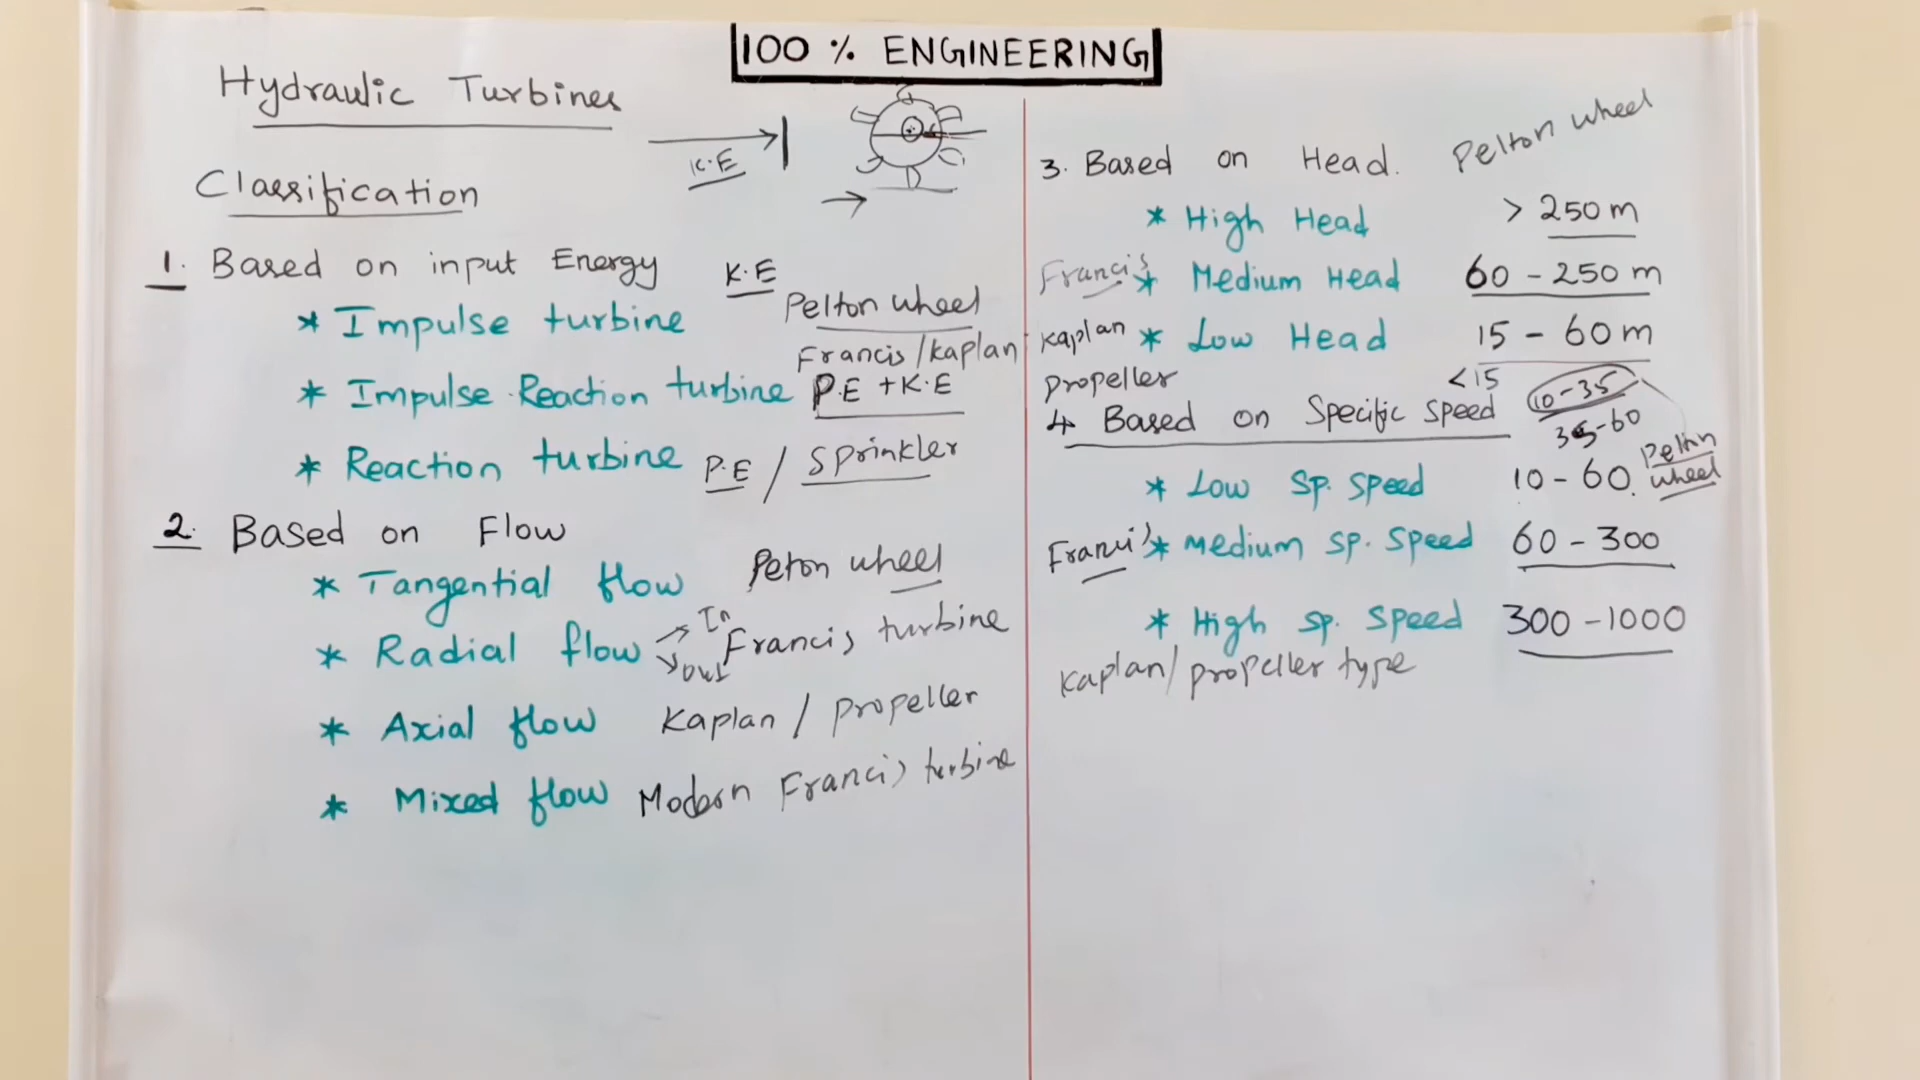 100 % ENGINEERING
Hydraulic Turbines
K.E
Classification
1. Based on input Energy K.E
* Impulse turbine Pelton wheel
Francis/kaplan
* Impulse Reaction turbine P.E + K.E
* Reaction turbine P.E / Sprinkler
2. Based on Flow
* Tangential flow Peton wheel
* Radial flow In Out Francis turbine
* Axial flow Kaplan / Propeller
* Mixed flow Modern Francis turbine
3. Based on Head. Pelton wheel
* High Head > 250 m
Francis * Medium Head 60 - 250 m
kaplan * Low Head 15 - 60 m
propeller <15
4 Based on Specific Speed 10-35
35-60
* Low Sp. Speed 10 - 60. Pelton wheel
Francis * Medium Sp. Speed 60 - 300
* High Sp. Speed 300 - 1000
Kaplan/ propeller type